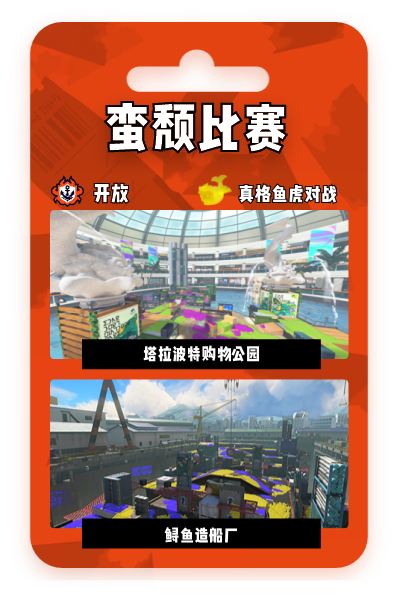 蛮颓比赛
开放
真格鱼虎对战
塔拉波特购物公园
鲟鱼造船厂